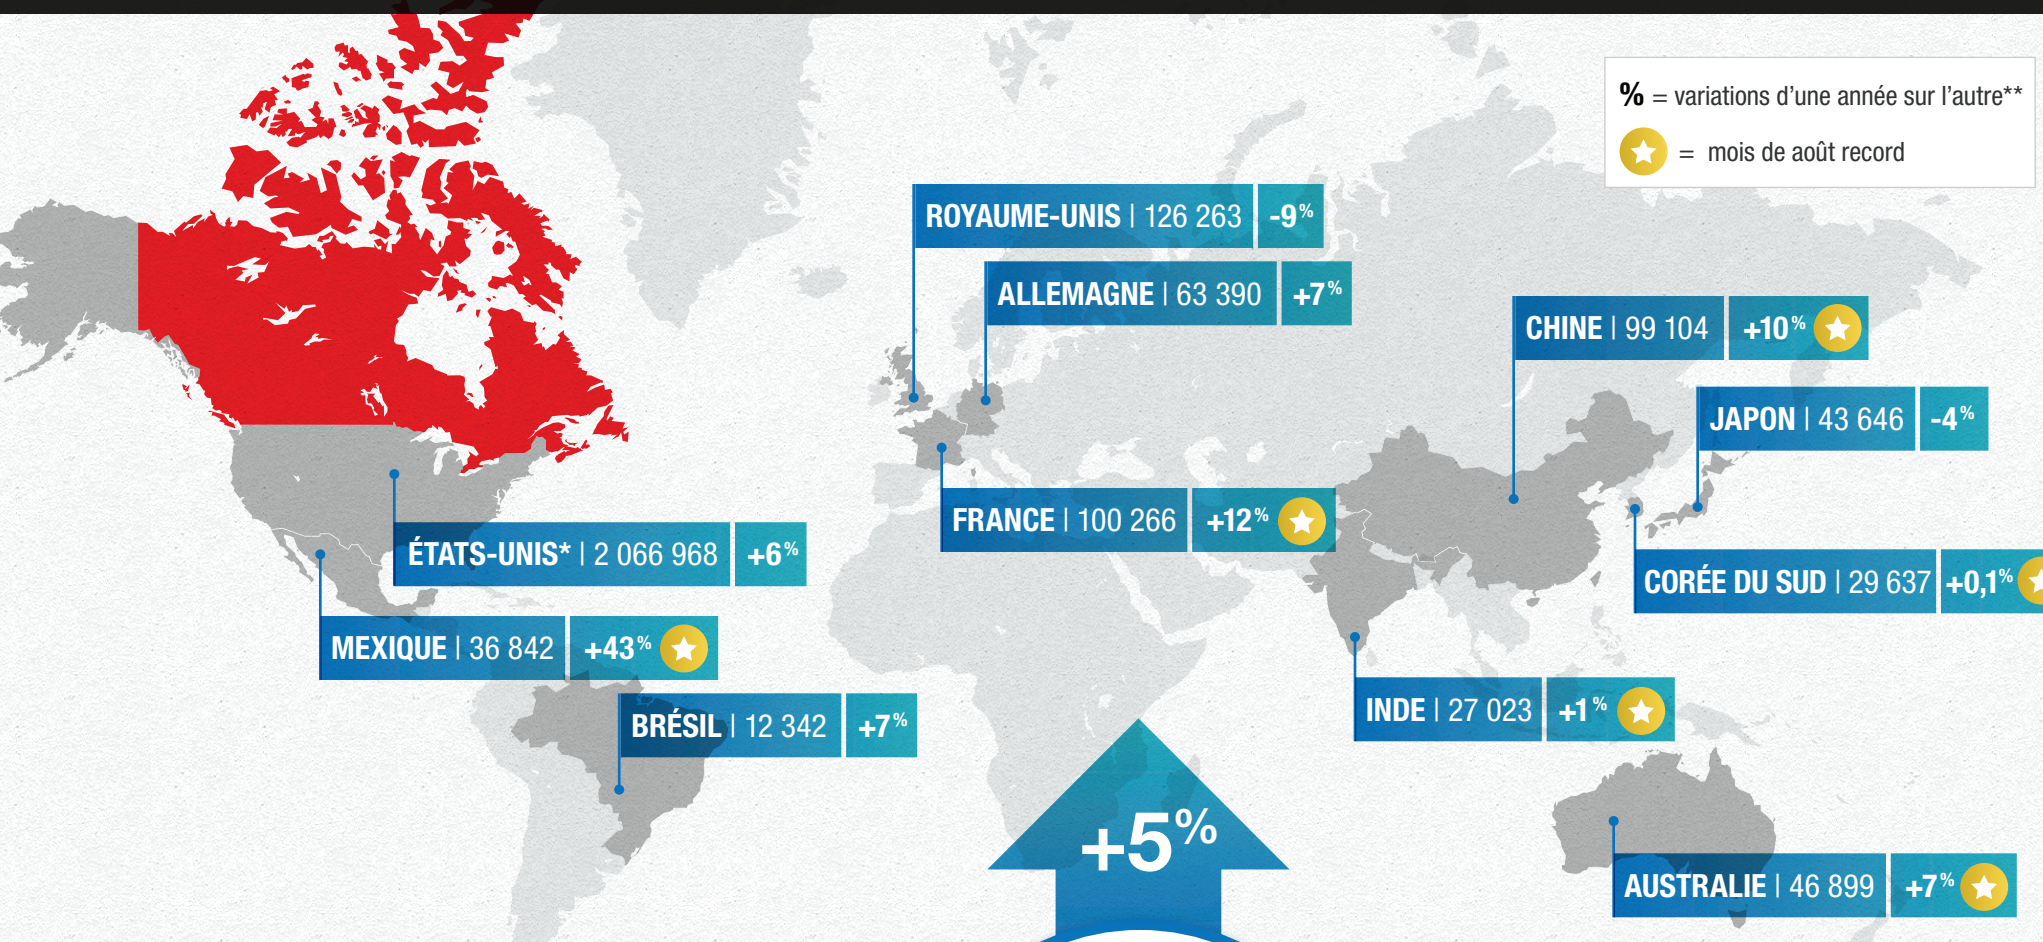 % = variations d'une année sur l'autre**
= mois de août record
ROYAUME-UNIS | 126 263 -9%
ALLEMAGNE | 63 390 +7%
CHINE | 99 104 +10%
JAPON | 43 646 -4%
FRANCE | 100 266 +12%
ÉTATS-UNIS* | 2 066 968 +6%
CORÉE DU SUD | 29 637 +0,1%
MEXIQUE | 36 842 +43%
INDE | 27 023 +1%
BRÉSIL | 12 342 +7%
+5%
AUSTRALIE | 46 899 +7%